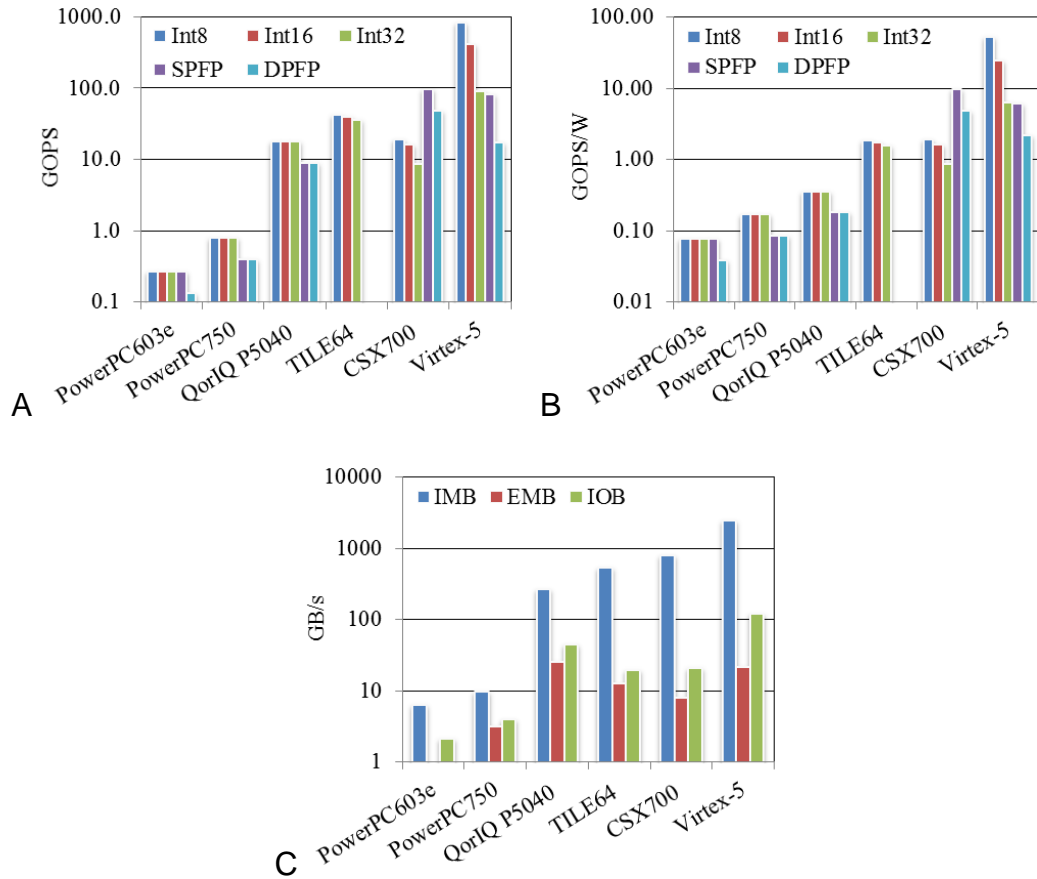 1000.0
100.0
10.0
1.0
0.1
GOPS
Int8 Int16 Int32
SPFP DPFP
PowerPC603e
PowerPC750
QorIQ P5040
TILE64
CSX700
Virtex-5
A
100.00
10.00
1.00
0.10
0.01
GOPS/W
Int8 Int16 Int32
SPFP DPFP
PowerPC603e
PowerPC750
QorIQ P5040
TILE64
CSX700
Virtex-5
B
10000
1000
100
10
1
GB/s
IMB EMB IOB
PowerPC603e
PowerPC750
QorIQ P5040
TILE64
CSX700
Virtex-5
C